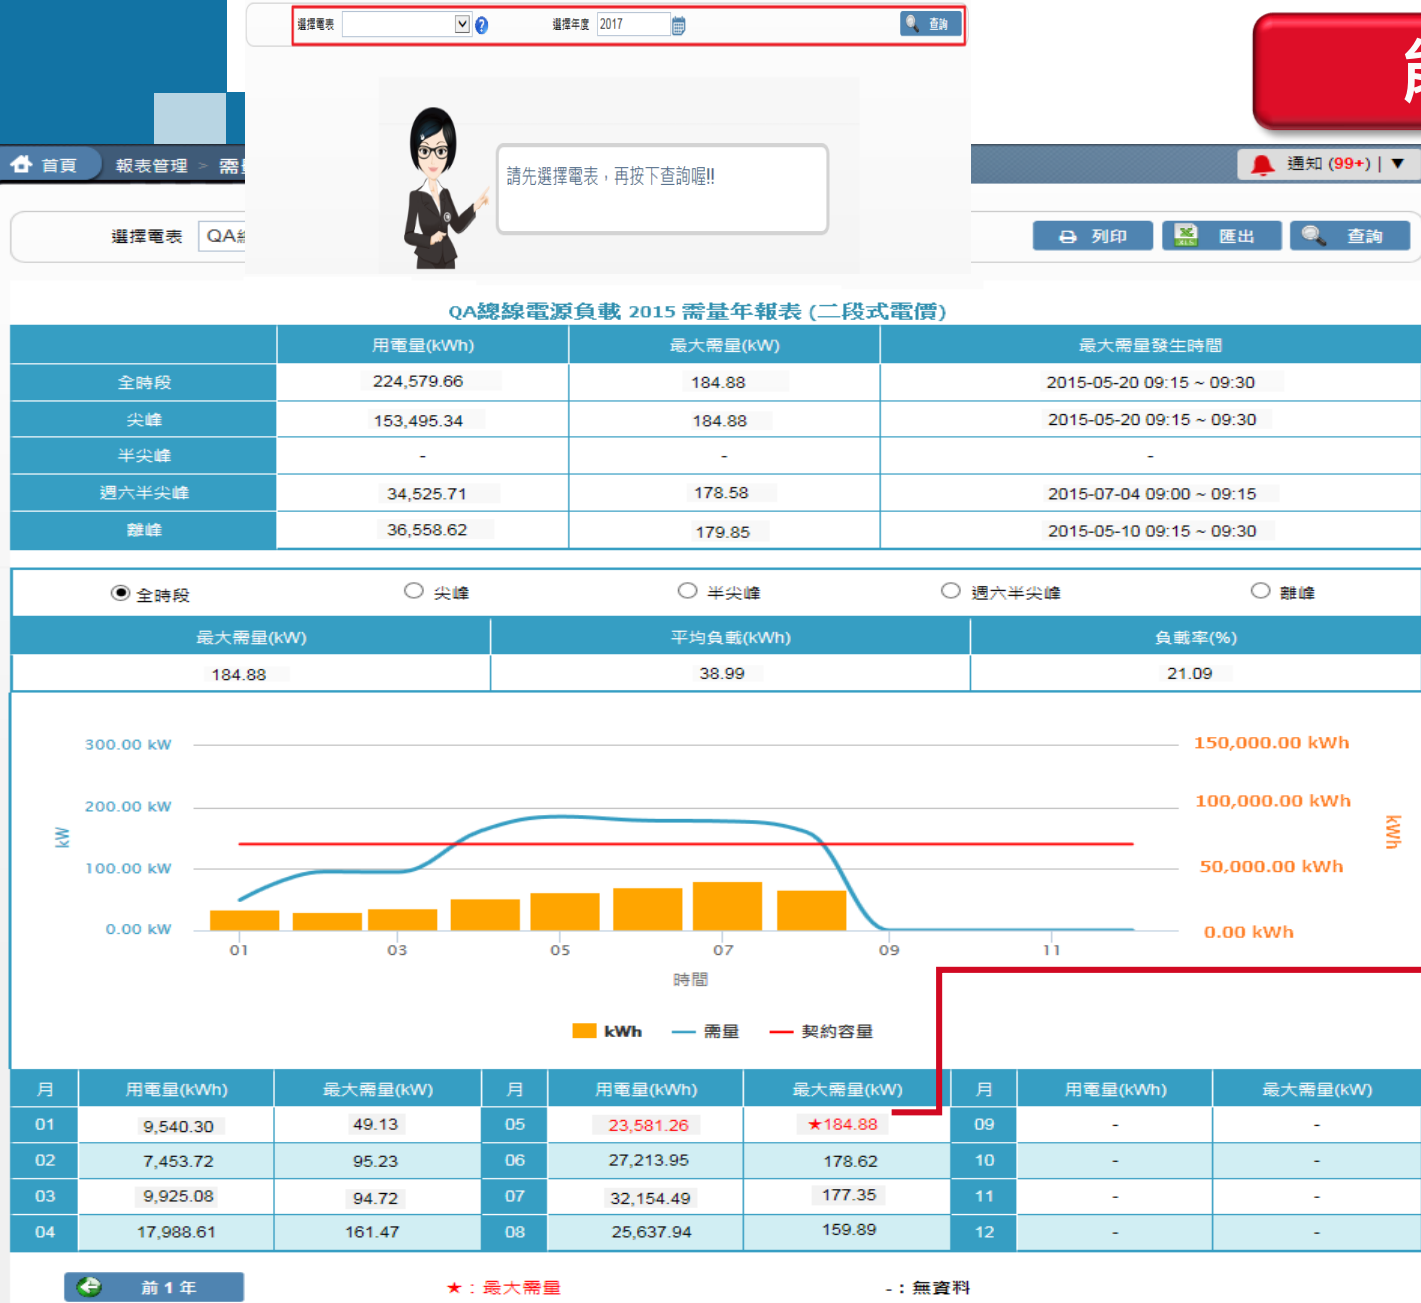 選擇電表 選擇年度 2017 查詢
首頁 報表管理 > 需
通知 (99+) | ▼
請先選擇電表，再按下查詢喔!!
選擇電表 QA 列印 匯出 查詢
QA總線電源負載 2015 需量年報表 (二段式電價)
用電量(kWh) 最大需量(kW) 最大需量發生時間
全時段 224,579.66 184.88 2015-05-20 09:15 ~ 09:30
尖峰 153,495.34 184.88 2015-05-20 09:15 ~ 09:30
半尖峰 - - -
週六半尖峰 34,525.71 178.58 2015-07-04 09:00 ~ 09:15
離峰 36,558.62 179.85 2015-05-10 09:15 ~ 09:30
全時段 尖峰 半尖峰 週六半尖峰 離峰
最大需量(kW) 平均負載(kWh) 負載率(%)
184.88 38.99 21.09
300.00 kW 150,000.00 kWh
200.00 kW 100,000.00 kWh
kW kWh
100.00 kW 50,000.00 kWh
0.00 kW 0.00 kWh
01 03 05 07 09 11
時間
kWh 需量 契約容量
月 用電量(kWh) 最大需量(kW) 月 用電量(kWh) 最大需量(kW) 月 用電量(kWh) 最大需量(kW)
01 9,540.30 49.13 05 23,581.26 ★184.88 09 - -
02 7,453.72 95.23 06 27,213.95 178.62 10 - -
03 9,925.08 94.72 07 32,154.49 177.35 11 - -
04 17,988.61 161.47 08 25,637.94 159.89 12 - -
前 1 年 ★：最大需量 -：無資料